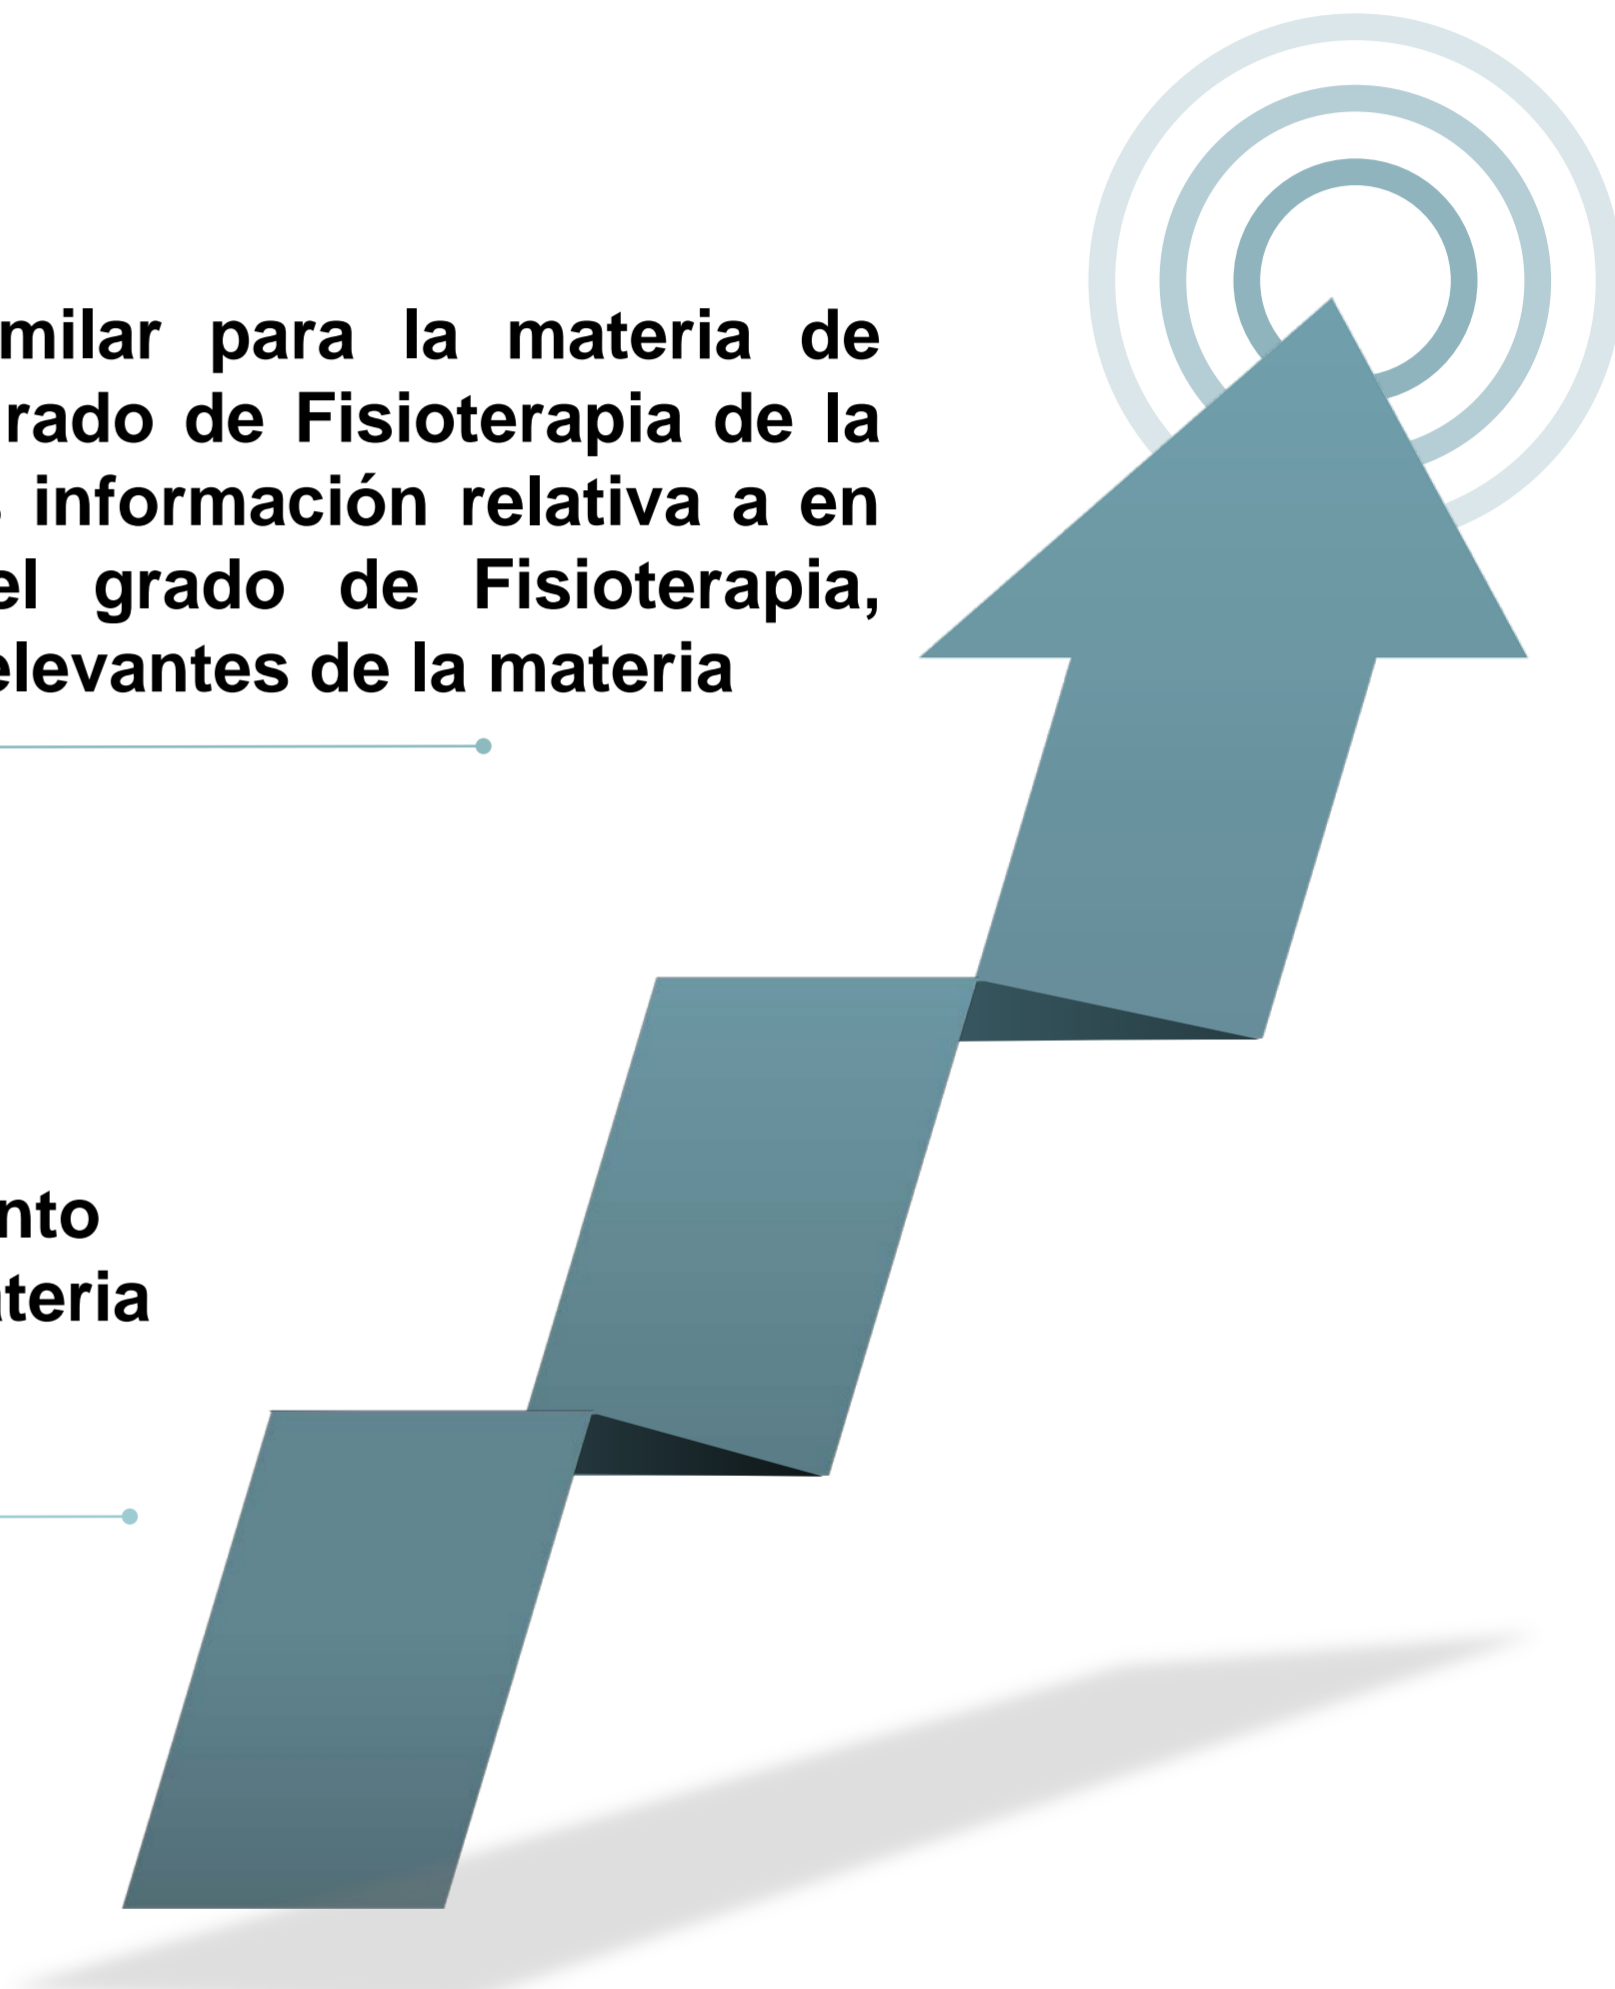 milar para la materia de
rado de Fisioterapia de la
información relativa a en
el grado de Fisioterapia,
elevantes de la materia
nto
teria